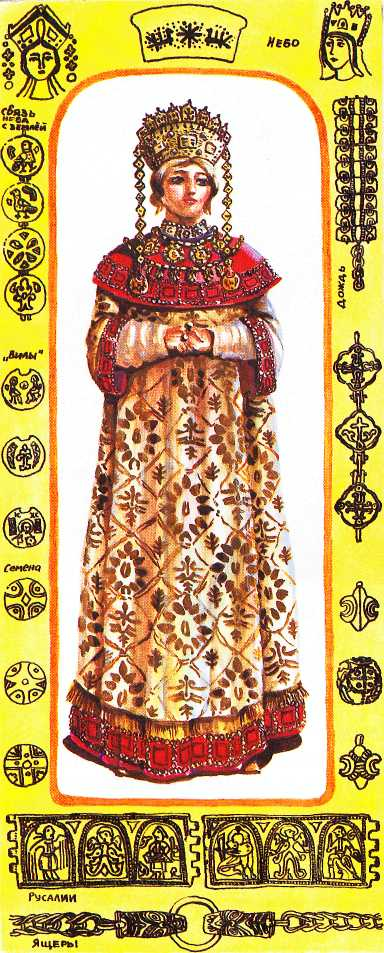 НЕБО
СВЯЗЬ
НЕБА
С ЗЕМЛЁЙ
ДОЖДЬ
„ВИЛЫ“
СЕМЕНА
РУСАЛИИ
ЯЩЕРЫ